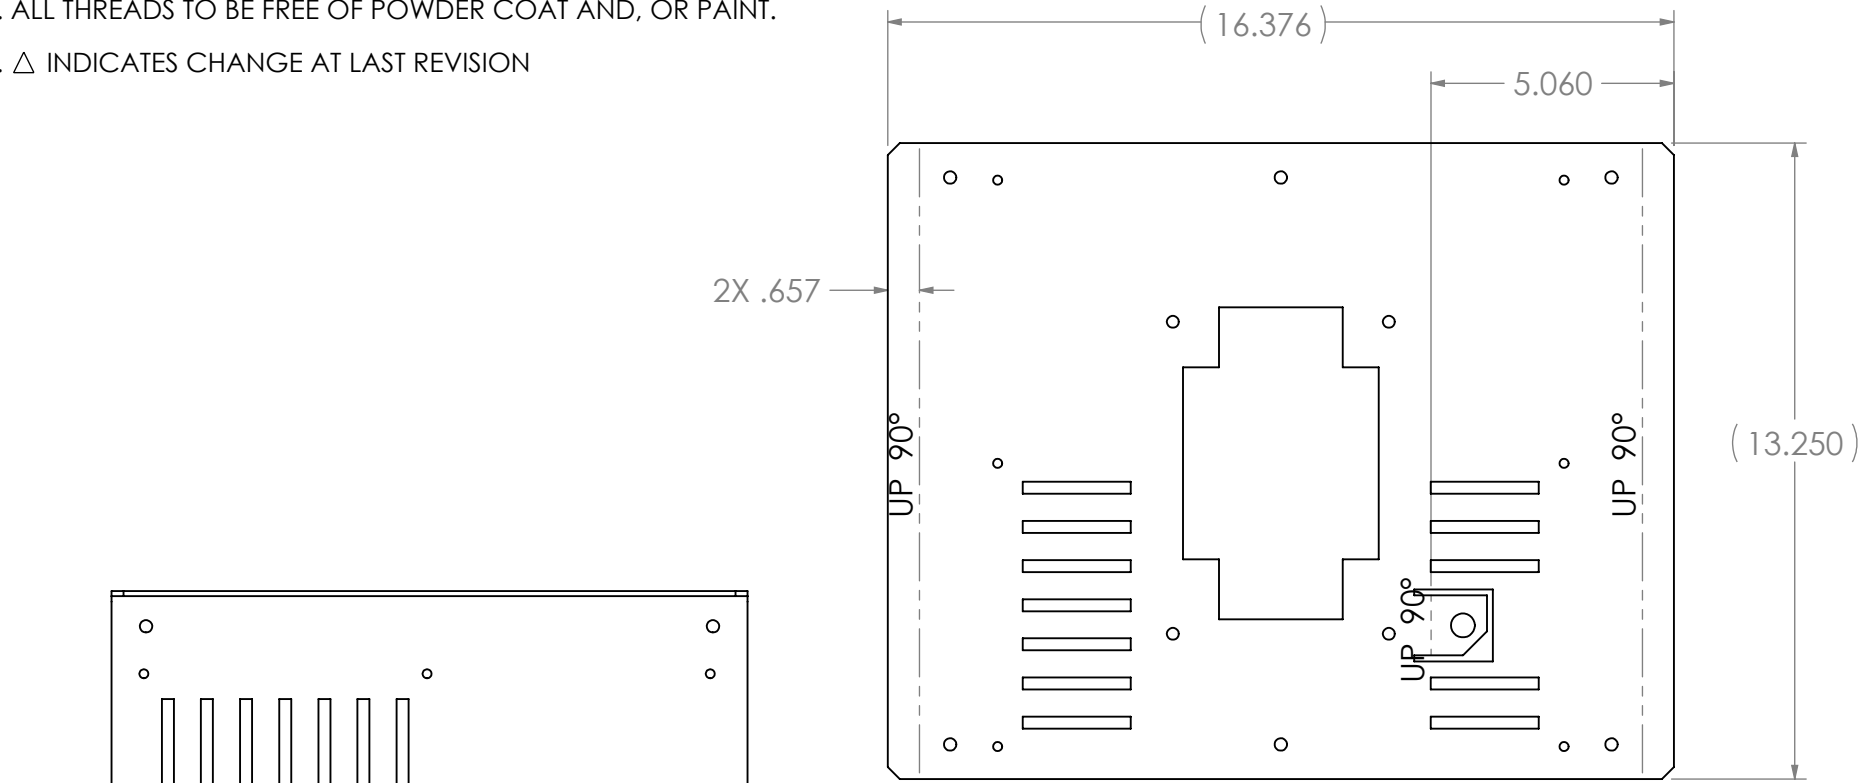 . ALL THREADS TO BE FREE OF POWDER COAT AND, OR PAINT.
. △ INDICATES CHANGE AT LAST REVISION
( 16.376 )
5.060
2X .657
( 13.250 )
UP 90°
UP 90°
UP 90°